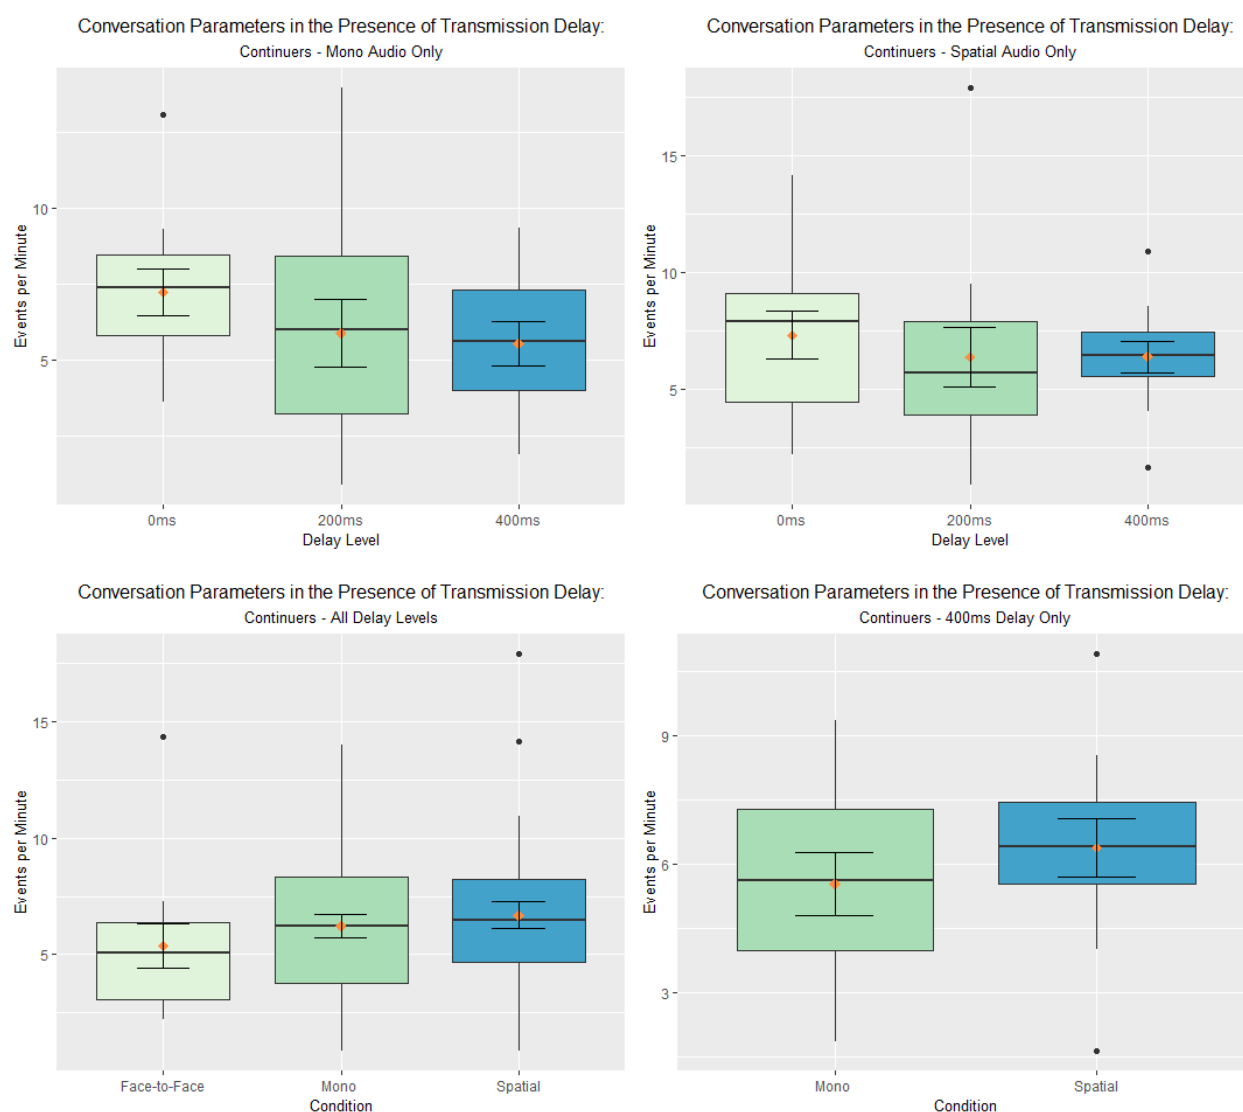 Conversation Parameters in the Presence of Transmission Delay:
Continuers - Mono Audio Only
Events per Minute
10
5
0ms
200ms
400ms
Delay Level
Conversation Parameters in the Presence of Transmission Delay:
Continuers - Spatial Audio Only
Events per Minute
15
10
5
0ms
200ms
400ms
Delay Level
Conversation Parameters in the Presence of Transmission Delay:
Continuers - All Delay Levels
Events per Minute
15
10
5
Face-to-Face
Mono
Spatial
Condition
Conversation Parameters in the Presence of Transmission Delay:
Continuers - 400ms Delay Only
Events per Minute
9
6
3
Mono
Spatial
Condition